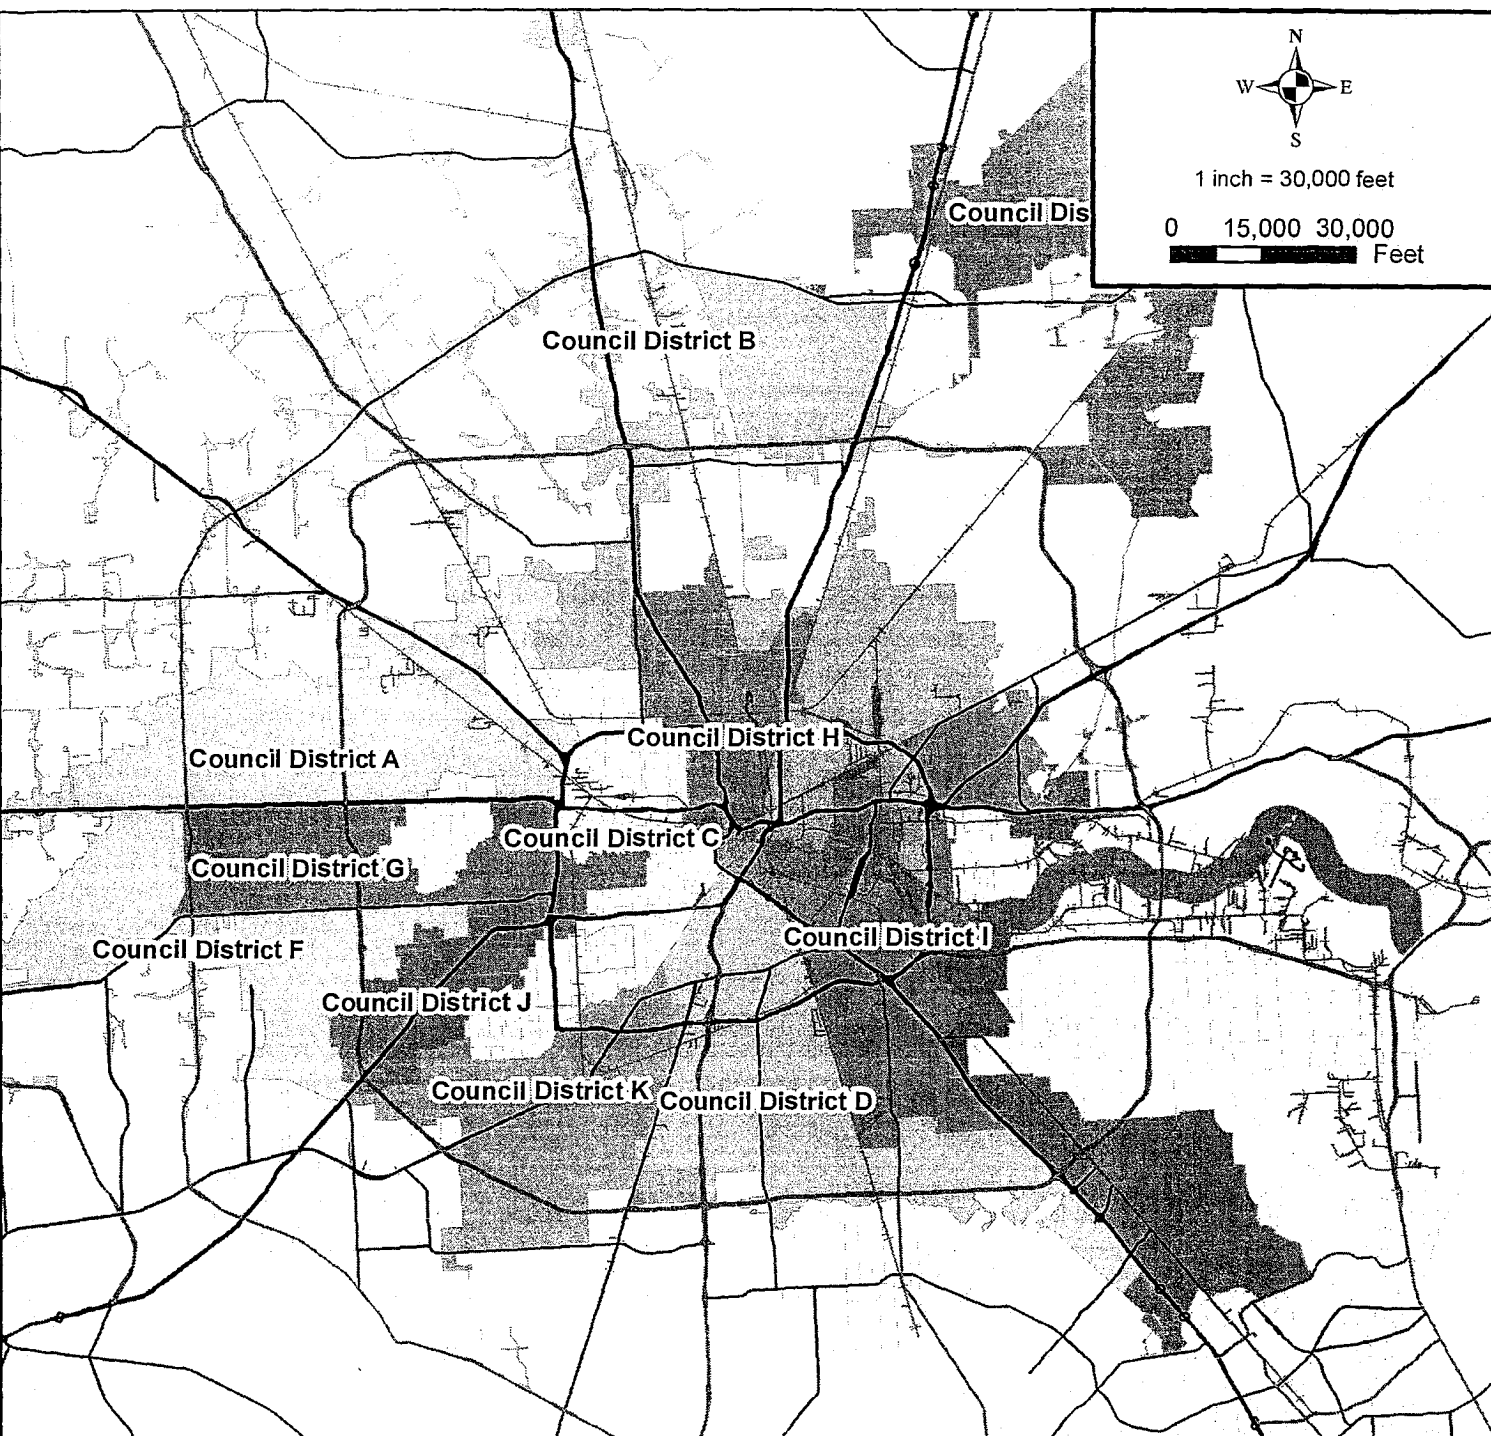 N
W E
S
1 inch = 30,000 feet
0 15,000 30,000
Feet
Council Dis
Council District B
Council District H
Council District A
Council District C
Council District G
Council District I
Council District F
Council District J
Council District K
Council District D